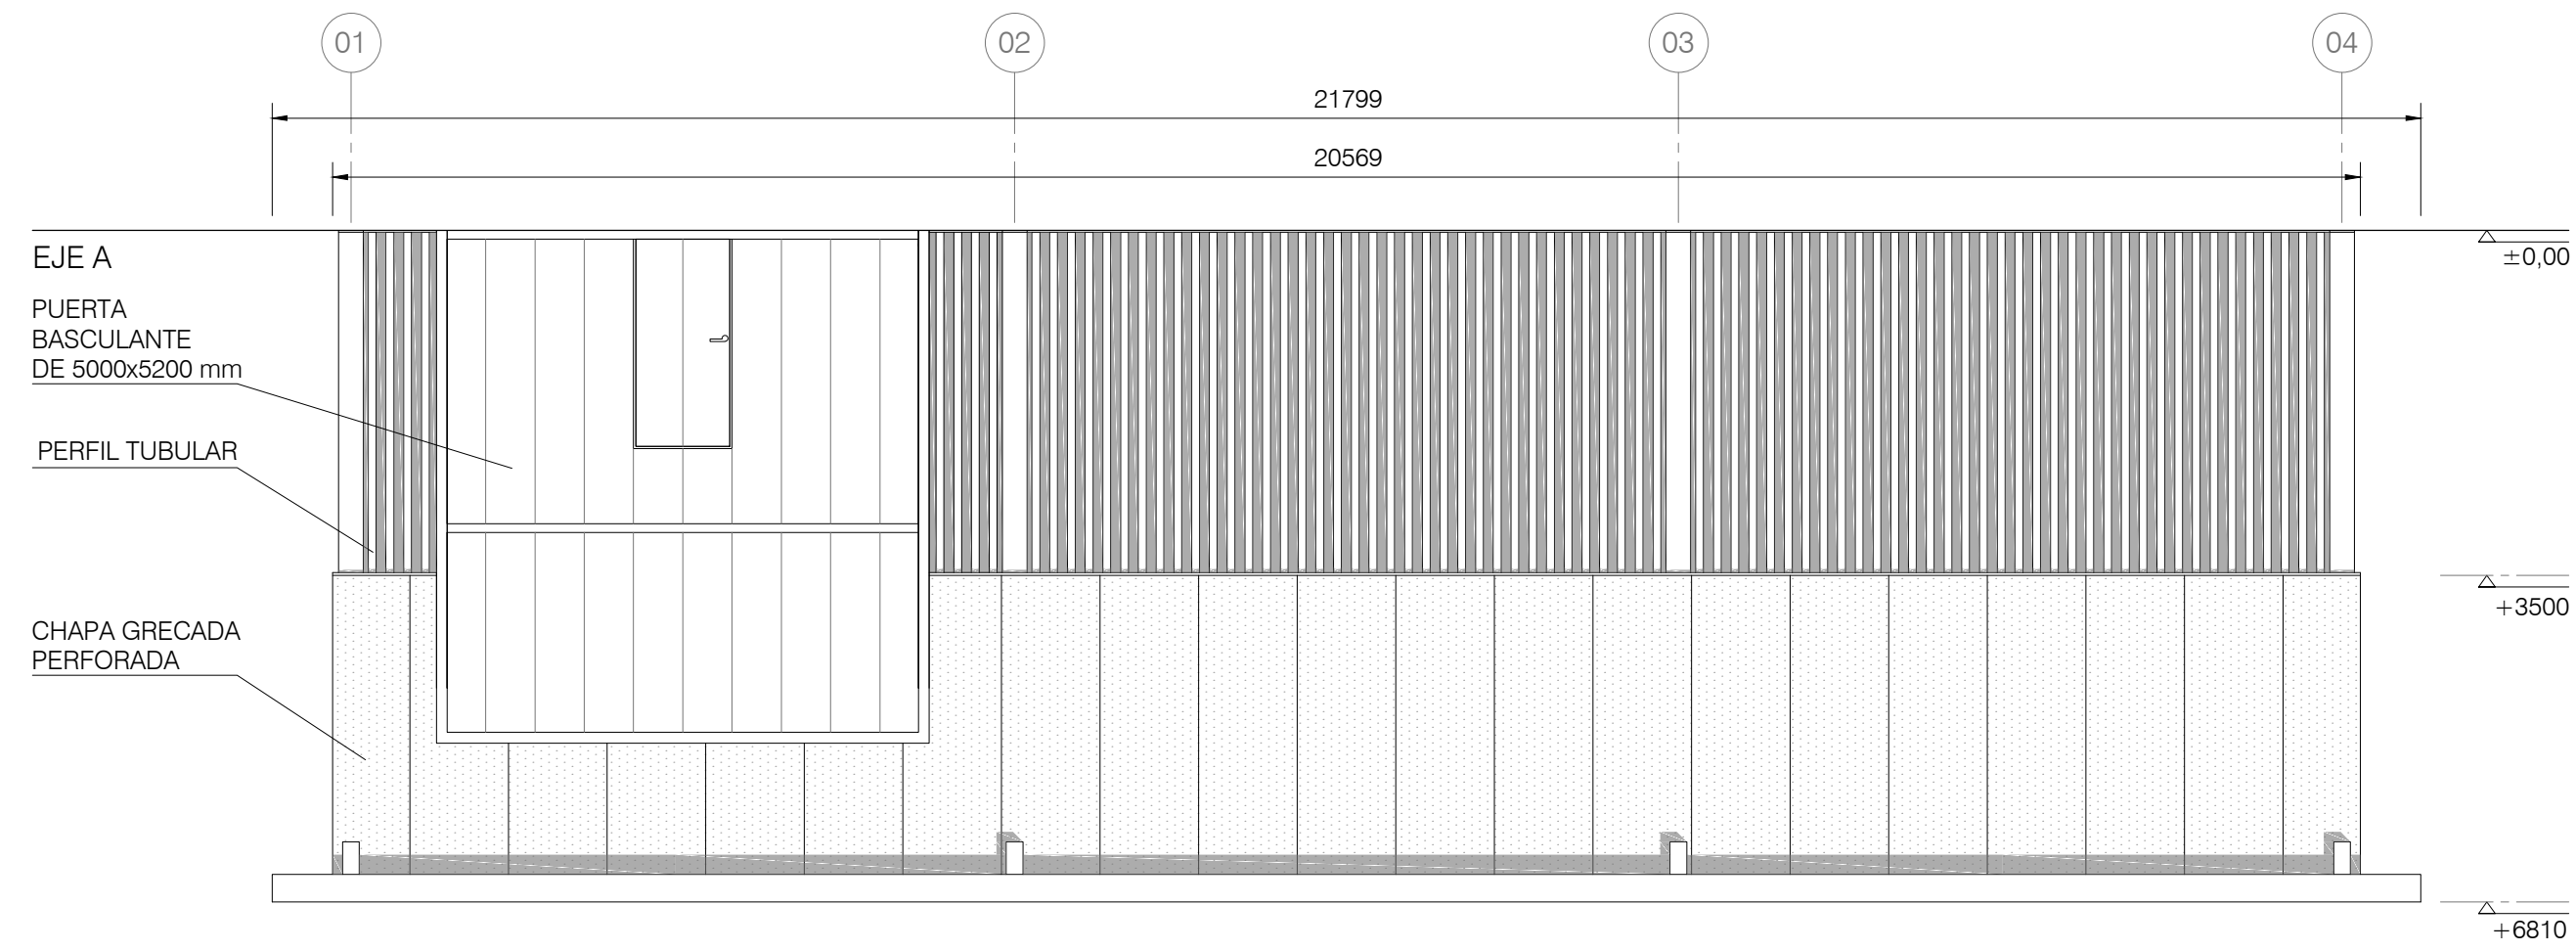 01 02 03 04
21799
20569
EJE A
±0,00
PUERTA
BASCULANTE
DE 5000x5200 mm
PERFIL TUBULAR
+3500
CHAPA GRECADA
PERFORADA
+6810